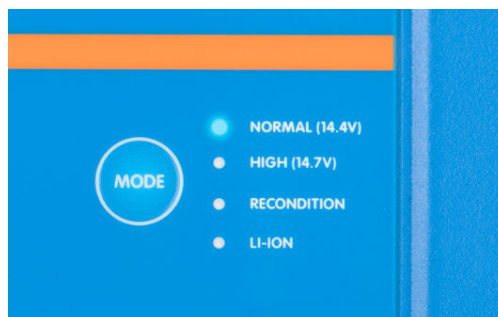 NORMAL (14.4V)
HIGH (14.7V)
MODE
RECONDITION
LI-ION